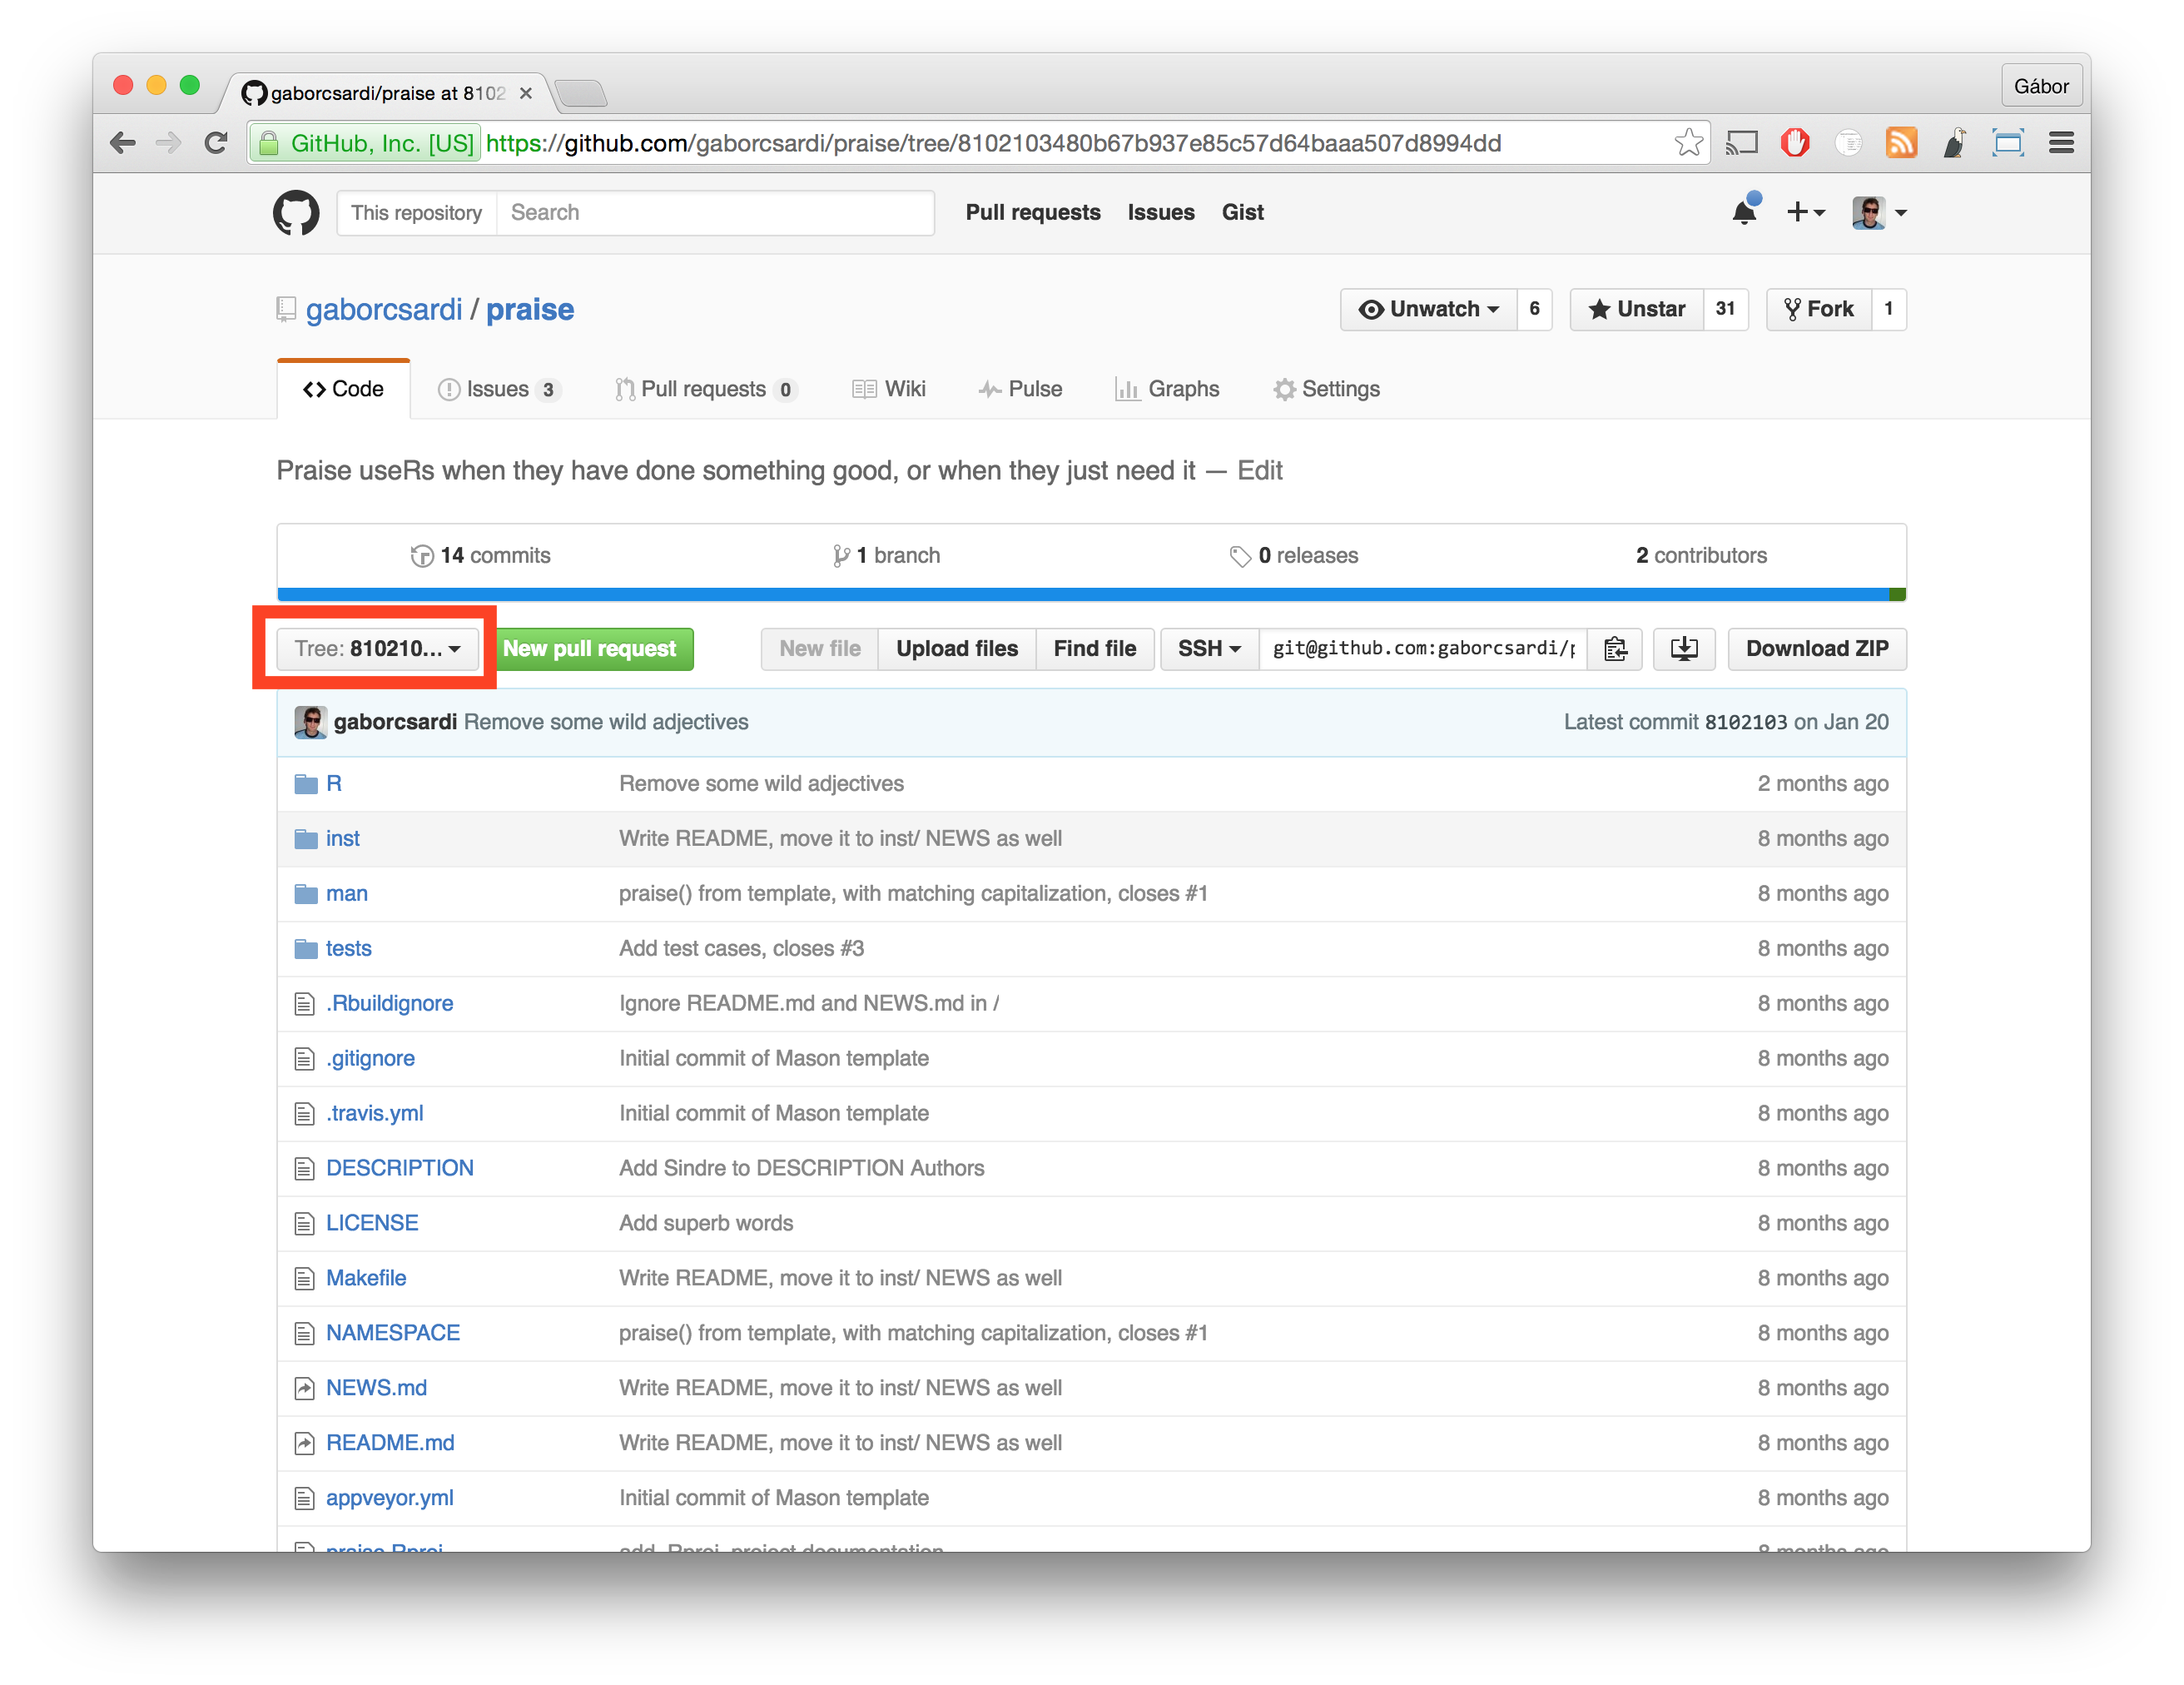 gaborcsardi/praise at 8102
Gábor
GitHub, Inc. [US] https://github.com/gaborcsardi/praise/tree/8102103480b67b937e85c57d64baaa507d8994dd
This repository Search Pull requests Issues Gist
gaborcsardi / praise Unwatch 6 Unstar 31 Fork 1
Code Issues 3 Pull requests 0 Wiki Pulse Graphs Settings
Praise useRs when they have done something good, or when they just need it — Edit
14 commits 1 branch 0 releases 2 contributors
Tree: 810210... New pull request New file Upload files Find file SSH git@github.com:gaborcsardi/p Download ZIP
gaborcsardi Remove some wild adjectives Latest commit 8102103 on Jan 20
R Remove some wild adjectives 2 months ago
inst Write README, move it to inst/ NEWS as well 8 months ago
man praise() from template, with matching capitalization, closes #1 8 months ago
tests Add test cases, closes #3 8 months ago
.Rbuildignore Ignore README.md and NEWS.md in / 8 months ago
.gitignore Initial commit of Mason template 8 months ago
.travis.yml Initial commit of Mason template 8 months ago
DESCRIPTION Add Sindre to DESCRIPTION Authors 8 months ago
LICENSE Add superb words 8 months ago
Makefile Write README, move it to inst/ NEWS as well 8 months ago
NAMESPACE praise() from template, with matching capitalization, closes #1 8 months ago
NEWS.md Write README, move it to inst/ NEWS as well 8 months ago
README.md Write README, move it to inst/ NEWS as well 8 months ago
appveyor.yml Initial commit of Mason template 8 months ago
praise.Rproj add .Rproj, project documentation 8 months ago